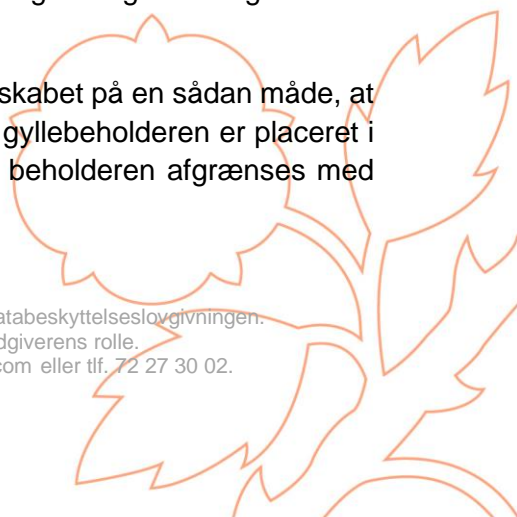 skabet på en sådan måde, at
gyllebeholderen er placeret i
beholderen afgrænses med
atabeskyttelseslovgivningen.
dgiverens rolle.
com eller tlf. 72 27 30 02.